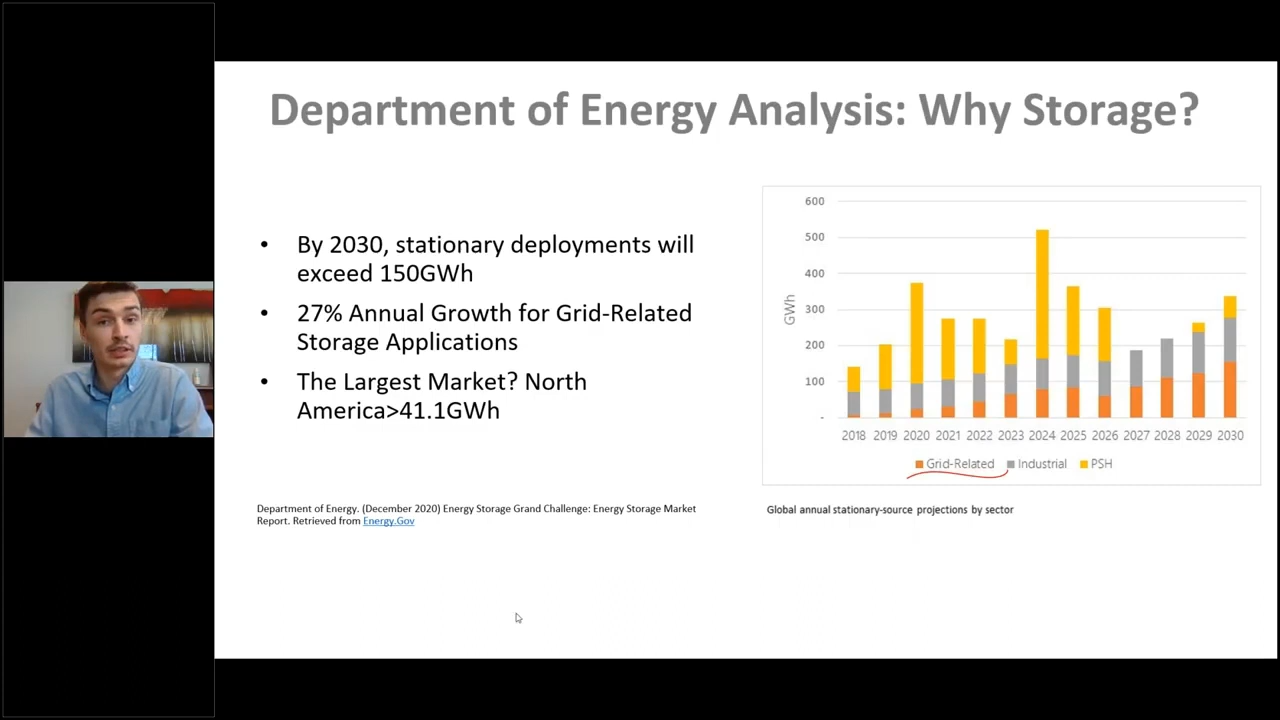 Department of Energy Analysis: Why Storage?
• By 2030, stationary deployments will
exceed 150GWh
• 27% Annual Growth for Grid-Related
Storage Applications
• The Largest Market? North
America>41.1GWh
Department of Energy. (December 2020) Energy Storage Grand Challenge: Energy Storage Market
Report. Retrieved from Energy.Gov
600
500
400
300
200
100
-
GWh
2018 2019 2020 2021 2022 2023 2024 2025 2026 2027 2028 2029 2030
Grid-Related Industrial PSH
Global annual stationary-source projections by sector